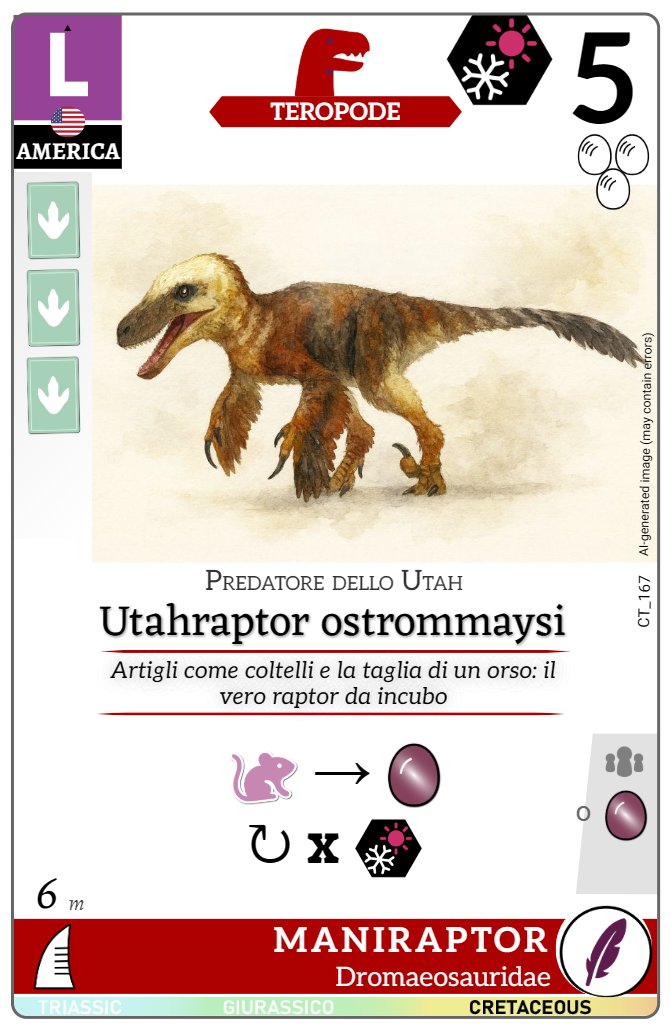 L
AMERICA
TEROPODE
5
AI-generated image (may contain errors)
CT_167
Predatore dello Utah
Utahraptor ostrommaysi
Artigli come coltelli e la taglia di un orso: il
vero raptor da incubo
x
o
6 m
MANIRAPTOR
Dromaeosauridae
TRIASSIC GIURASSICO CRETACEOUS